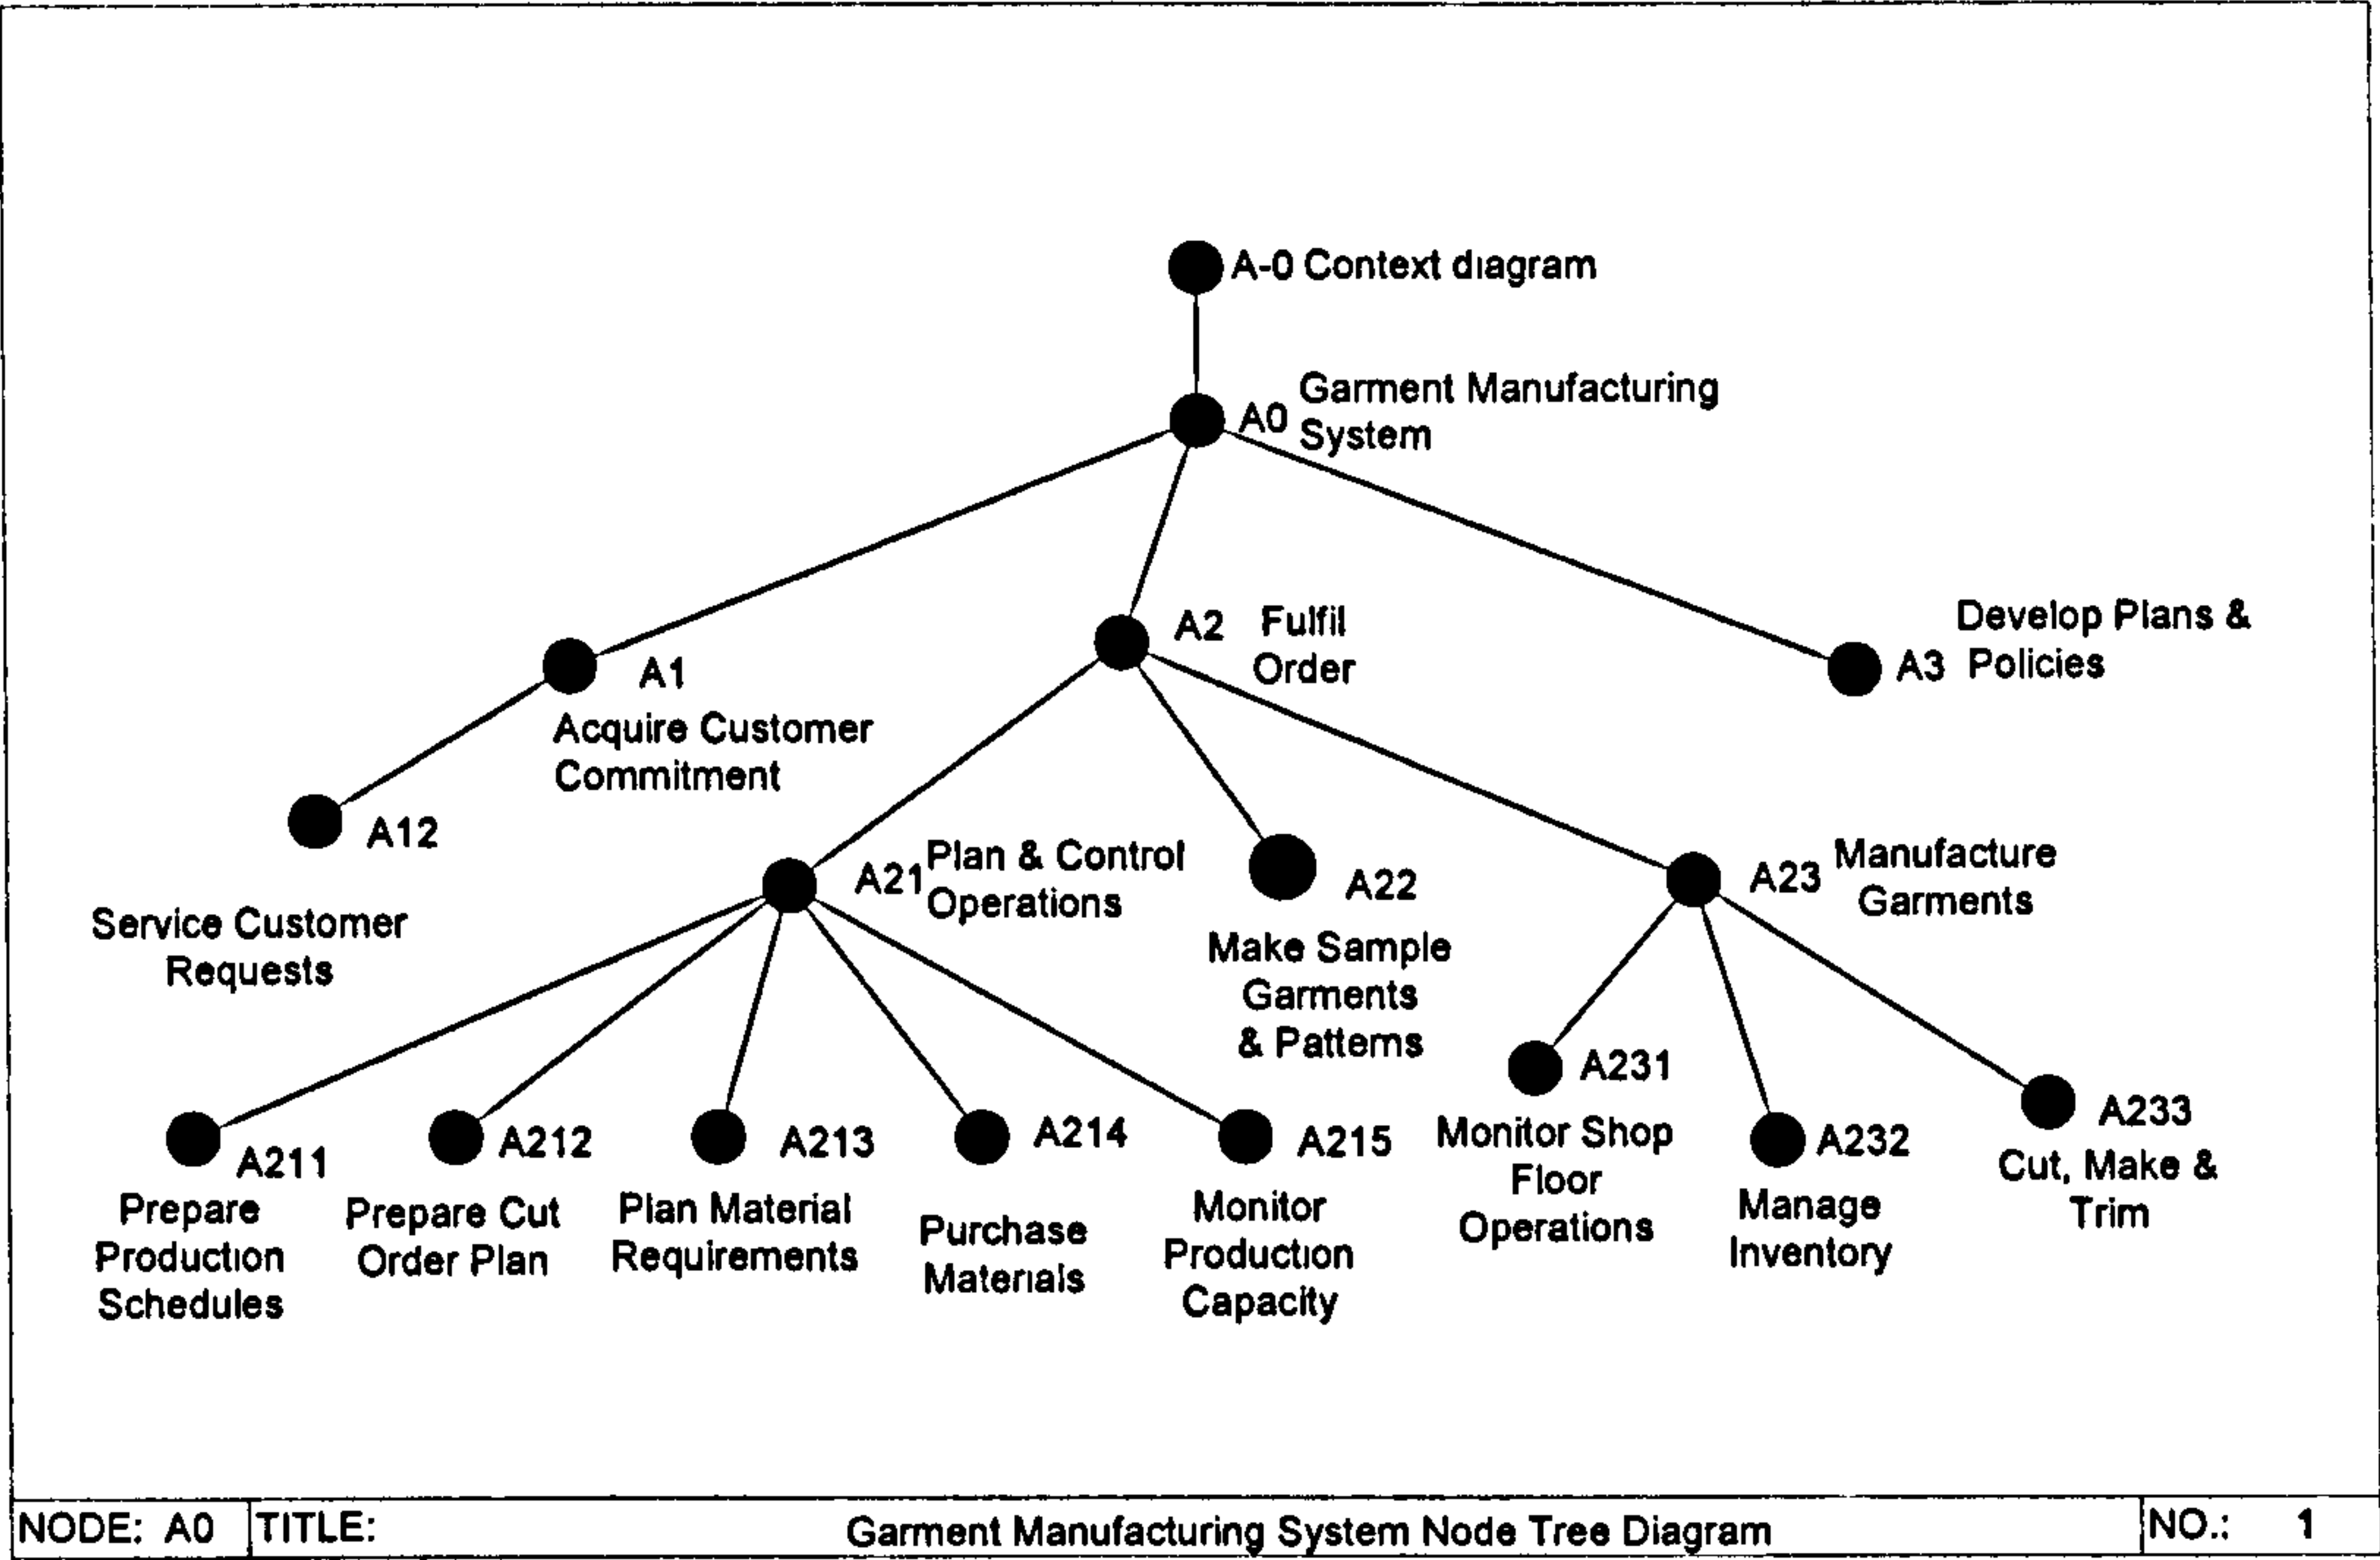 A-0 Context diagram
A0
Garment Manufacturing
System
A1
Acquire Customer
Commitment
A2
Fulfil
Order
A3
Develop Plans &
Policies
A12
Service Customer
Requests
A21
Plan & Control
Operations
A22
Make Sample
Garments
& Patterns
A23
Manufacture
Garments
A211
Prepare
Production
Schedules
A212
Prepare Cut
Order Plan
A213
Plan Material
Requirements
A214
Purchase
Materials
A215
Monitor
Production
Capacity
A231
Monitor Shop
Floor
Operations
A232
Manage
Inventory
A233
Cut, Make &
Trim
NODE: A0
TITLE:
Garment Manufacturing System Node Tree Diagram
NO.: 1